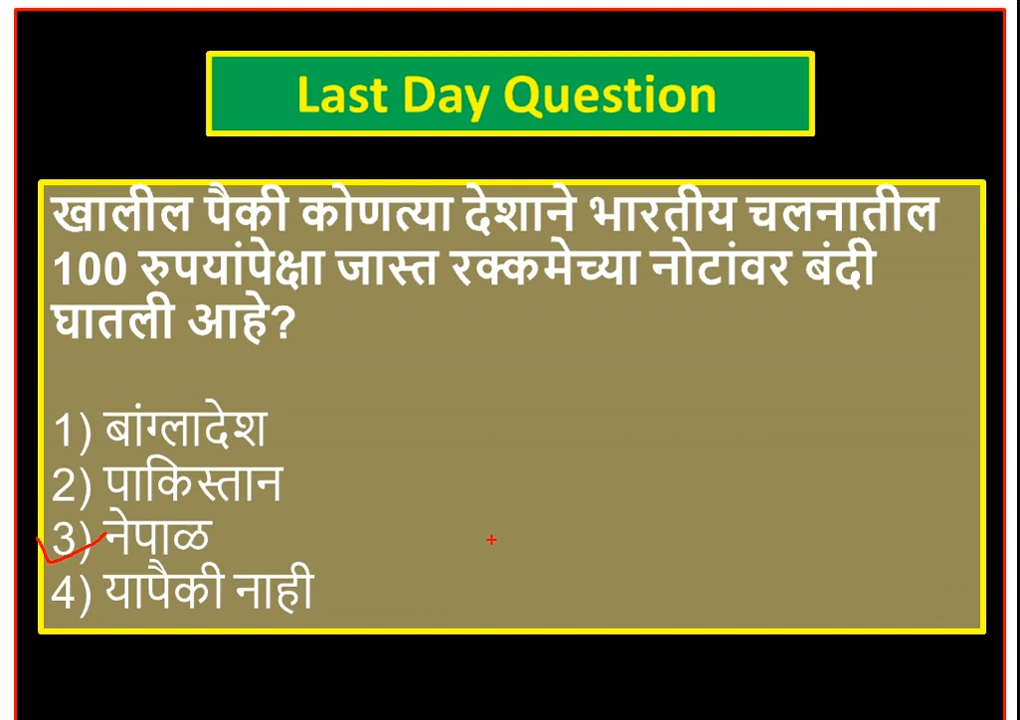 Last Day Question
खालील पैकी कोणत्या देशाने भारतीय चलनातील
100 रुपयांपेक्षा जास्त रक्कमेच्या नोटांवर बंदी
घातली आहे?
1) बांग्लादेश
2) पाकिस्तान
3) नेपाळ
4) यापैकी नाही